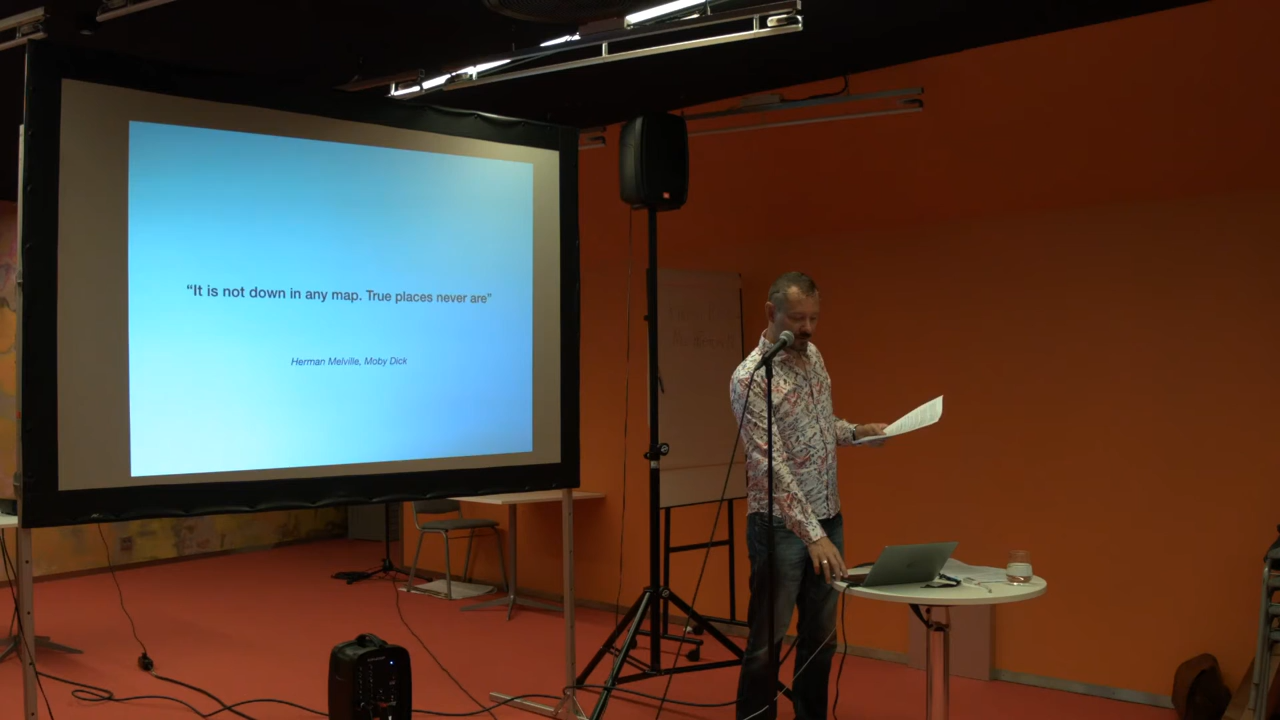 “It is not down in any map. True places never are”
Herman Melville, Moby Dick